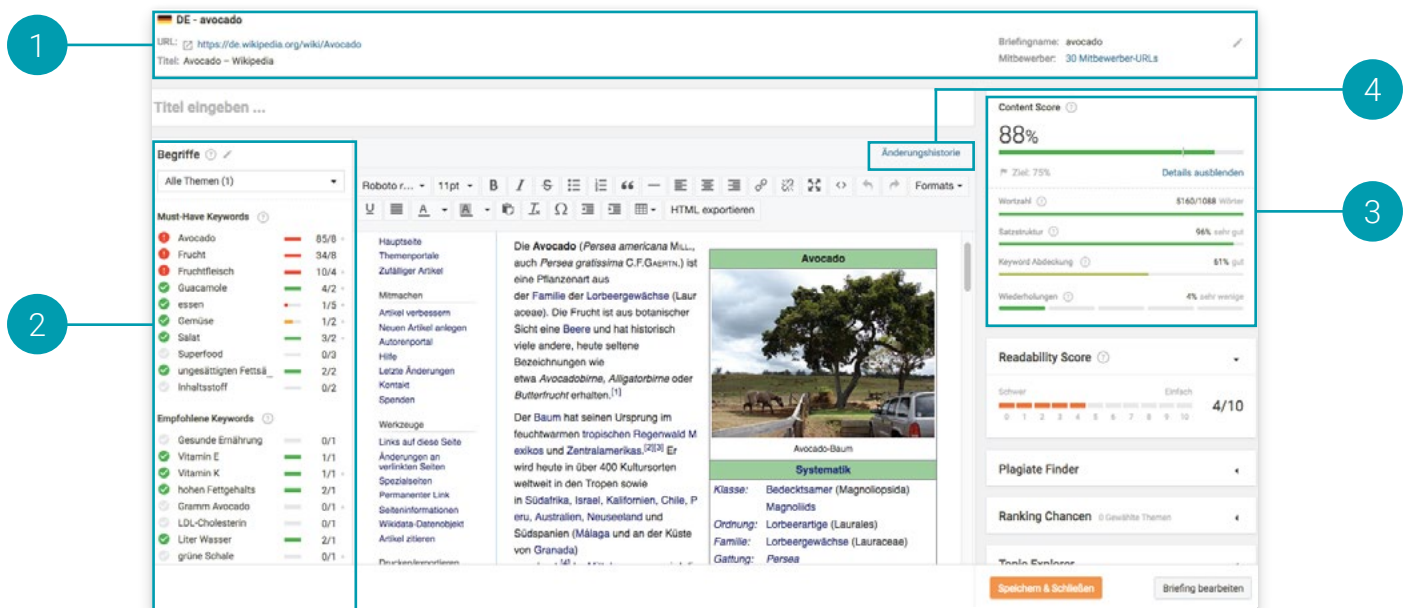 DE - avocado
URL: https://de.wikipedia.org/wiki/Avocado
Titel: Avocado – Wikipedia
Briefingname: avocado
Mitbewerber: 30 Mitbewerber-URLs
1
Titel eingeben ...
4
Begriffe
Alle Themen (1)
Must-Have Keywords
Avocado 85/8
Frucht 34/8
Fruchtfleisch 10/4
Guacamole 4/2
essen 1/5
Gemüse 1/2
Salat 3/2
Superfood 0/3
ungesättigten Fettsä_ 2/2
Inhaltsstoff 0/2
Empfohlene Keywords
Gesunde Ernährung 0/1
Vitamin E 1/1
Vitamin K 1/1
hohen Fettgehalts 2/1
Gramm Avocado 0/1
LDL-Cholesterin 0/1
Liter Wasser 2/1
grüne Schale 0/1
2
Änderungshistorie
Roboto r... 11pt B I S Formats
U A A HTML exportieren
Hauptseite
Themenportale
Zufälliger Artikel
Mitmachen
Artikel verbessern
Neuen Artikel anlegen
Autorenportal
Hilfe
Letzte Änderungen
Kontakt
Spenden
Werkzeuge
Links auf diese Seite
Änderungen an
verlinkten Seiten
Spezialseiten
Permanenter Link
Seiteninformationen
Wikidata-Datenobjekt
Artikel zitieren
Drucken/exportieren
Die Avocado (Persea americana MILL.,
auch Persea gratissima C.F.GAERTN.) ist
eine Pflanzenart aus
der Familie der Lorbeergewächse (Laur
aceae). Die Frucht ist aus botanischer
Sicht eine Beere und hat historisch
viele andere, heute seltene
Bezeichnungen wie
etwa Avocadobirne, Alligatorbirne oder
Butterfrucht erhalten.[1]
Der Baum hat seinen Ursprung im
feuchtwarmen tropischen Regenwald M
exikos und Zentralamerikas.[2][3] Er
wird heute in über 400 Kultursorten
weltweit in den Tropen sowie
in Südafrika, Israel, Kalifornien, Chile, P
eru, Australien, Neuseeland und
Südspanien (Málaga und an der Küste
von Granada)
Avocado
Avocado-Baum
Systematik
Klasse: Bedecktsamer (Magnoliopsida)
Magnoliids
Ordnung: Lorbeerartige (Laurales)
Familie: Lorbeergewächse (Lauraceae)
Gattung: Persea
Content Score
88%
Ziel: 75% Details ausblenden
Wortzahl 5160/1088 Wörter
Satzstruktur 96% sehr gut
Keyword Abdeckung 61% gut
Wiederholungen 4% sehr wenige
3
Readability Score
Schwer Einfach
0 1 2 3 4 5 6 7 8 9 10
4/10
Plagiate Finder
Ranking Chancen 0 Gewählte Themen
Topic Explorer
Speichern & Schließen
Briefing bearbeiten